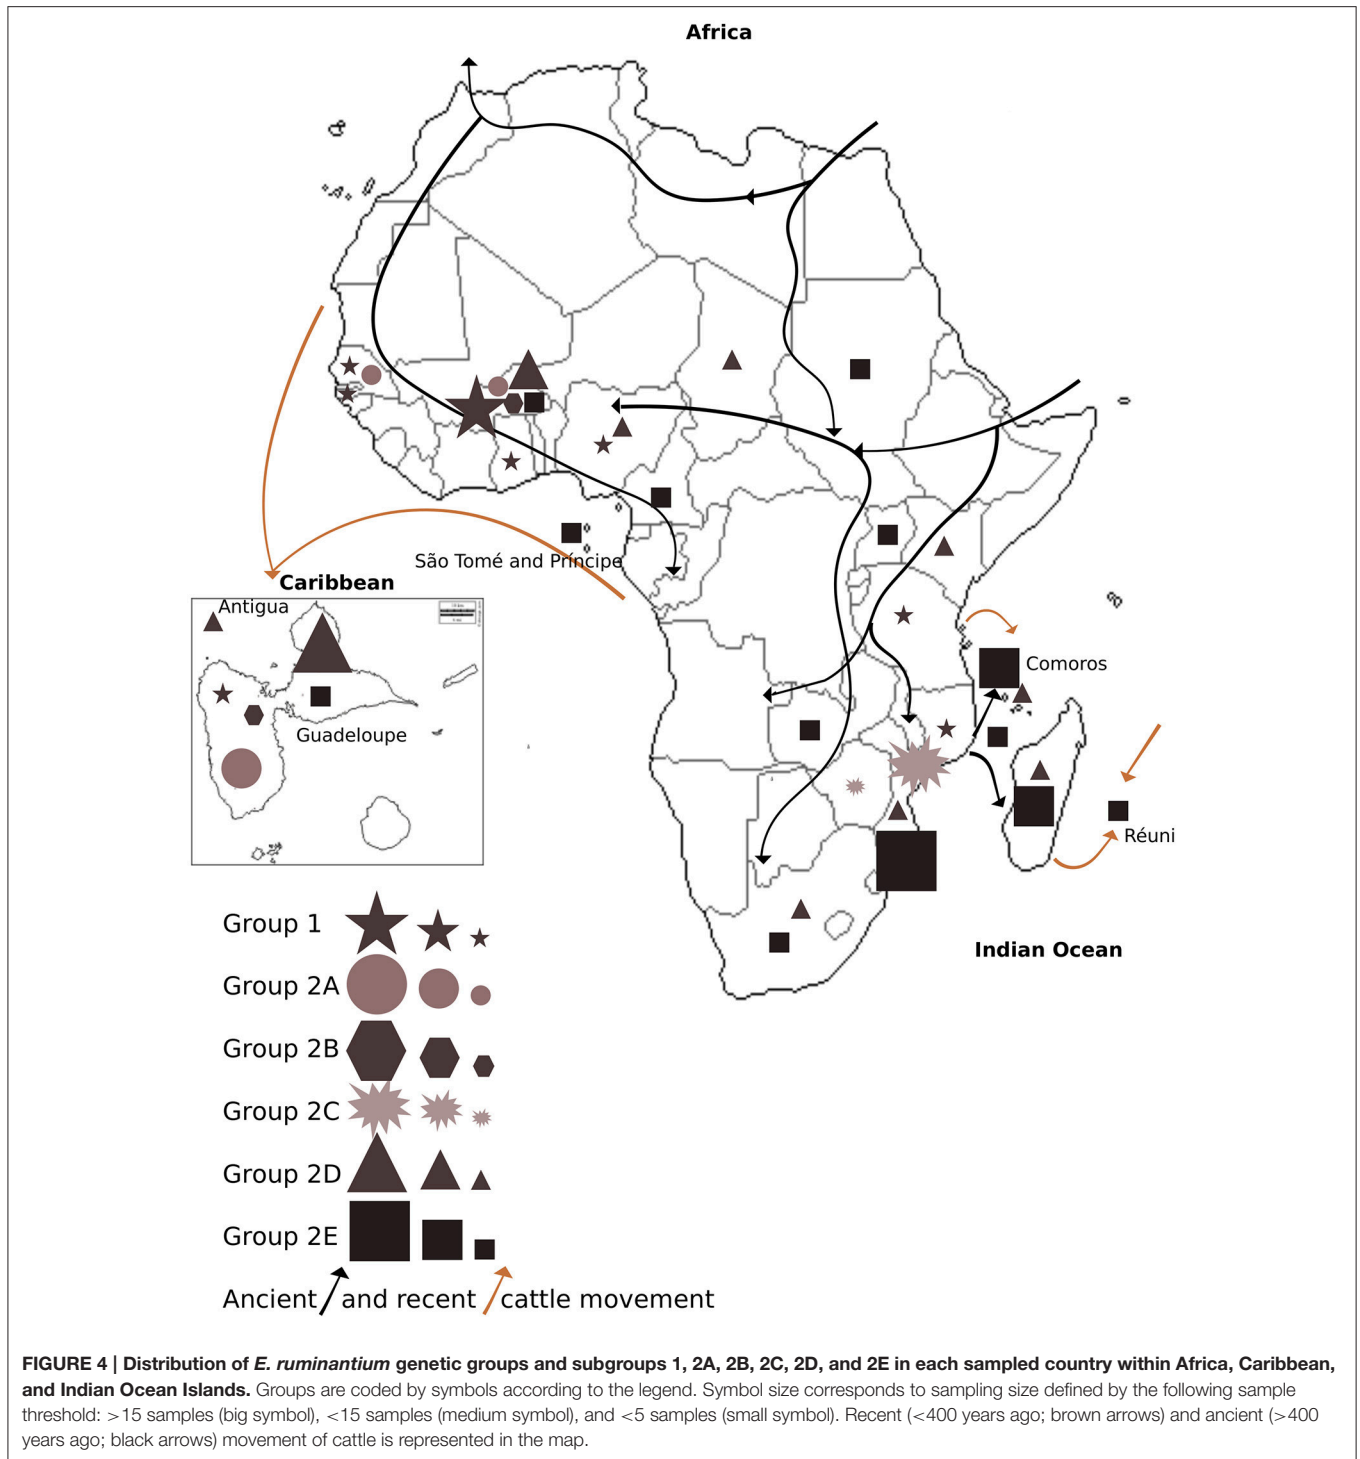 Africa
São Tomé and Príncipe
Caribbean
Antigua
Guadeloupe
Comoros
Réuni
Indian Ocean
Group 1
Group 2A
Group 2B
Group 2C
Group 2D
Group 2E
Ancient and recent cattle movement
FIGURE 4 | Distribution of E. ruminantium genetic groups and subgroups 1, 2A, 2B, 2C, 2D, and 2E in each sampled country within Africa, Caribbean,
and Indian Ocean Islands. Groups are coded by symbols according to the legend. Symbol size corresponds to sampling size defined by the following sample
threshold: >15 samples (big symbol), <15 samples (medium symbol), and <5 samples (small symbol). Recent (<400 years ago; brown arrows) and ancient (>400
years ago; black arrows) movement of cattle is represented in the map.